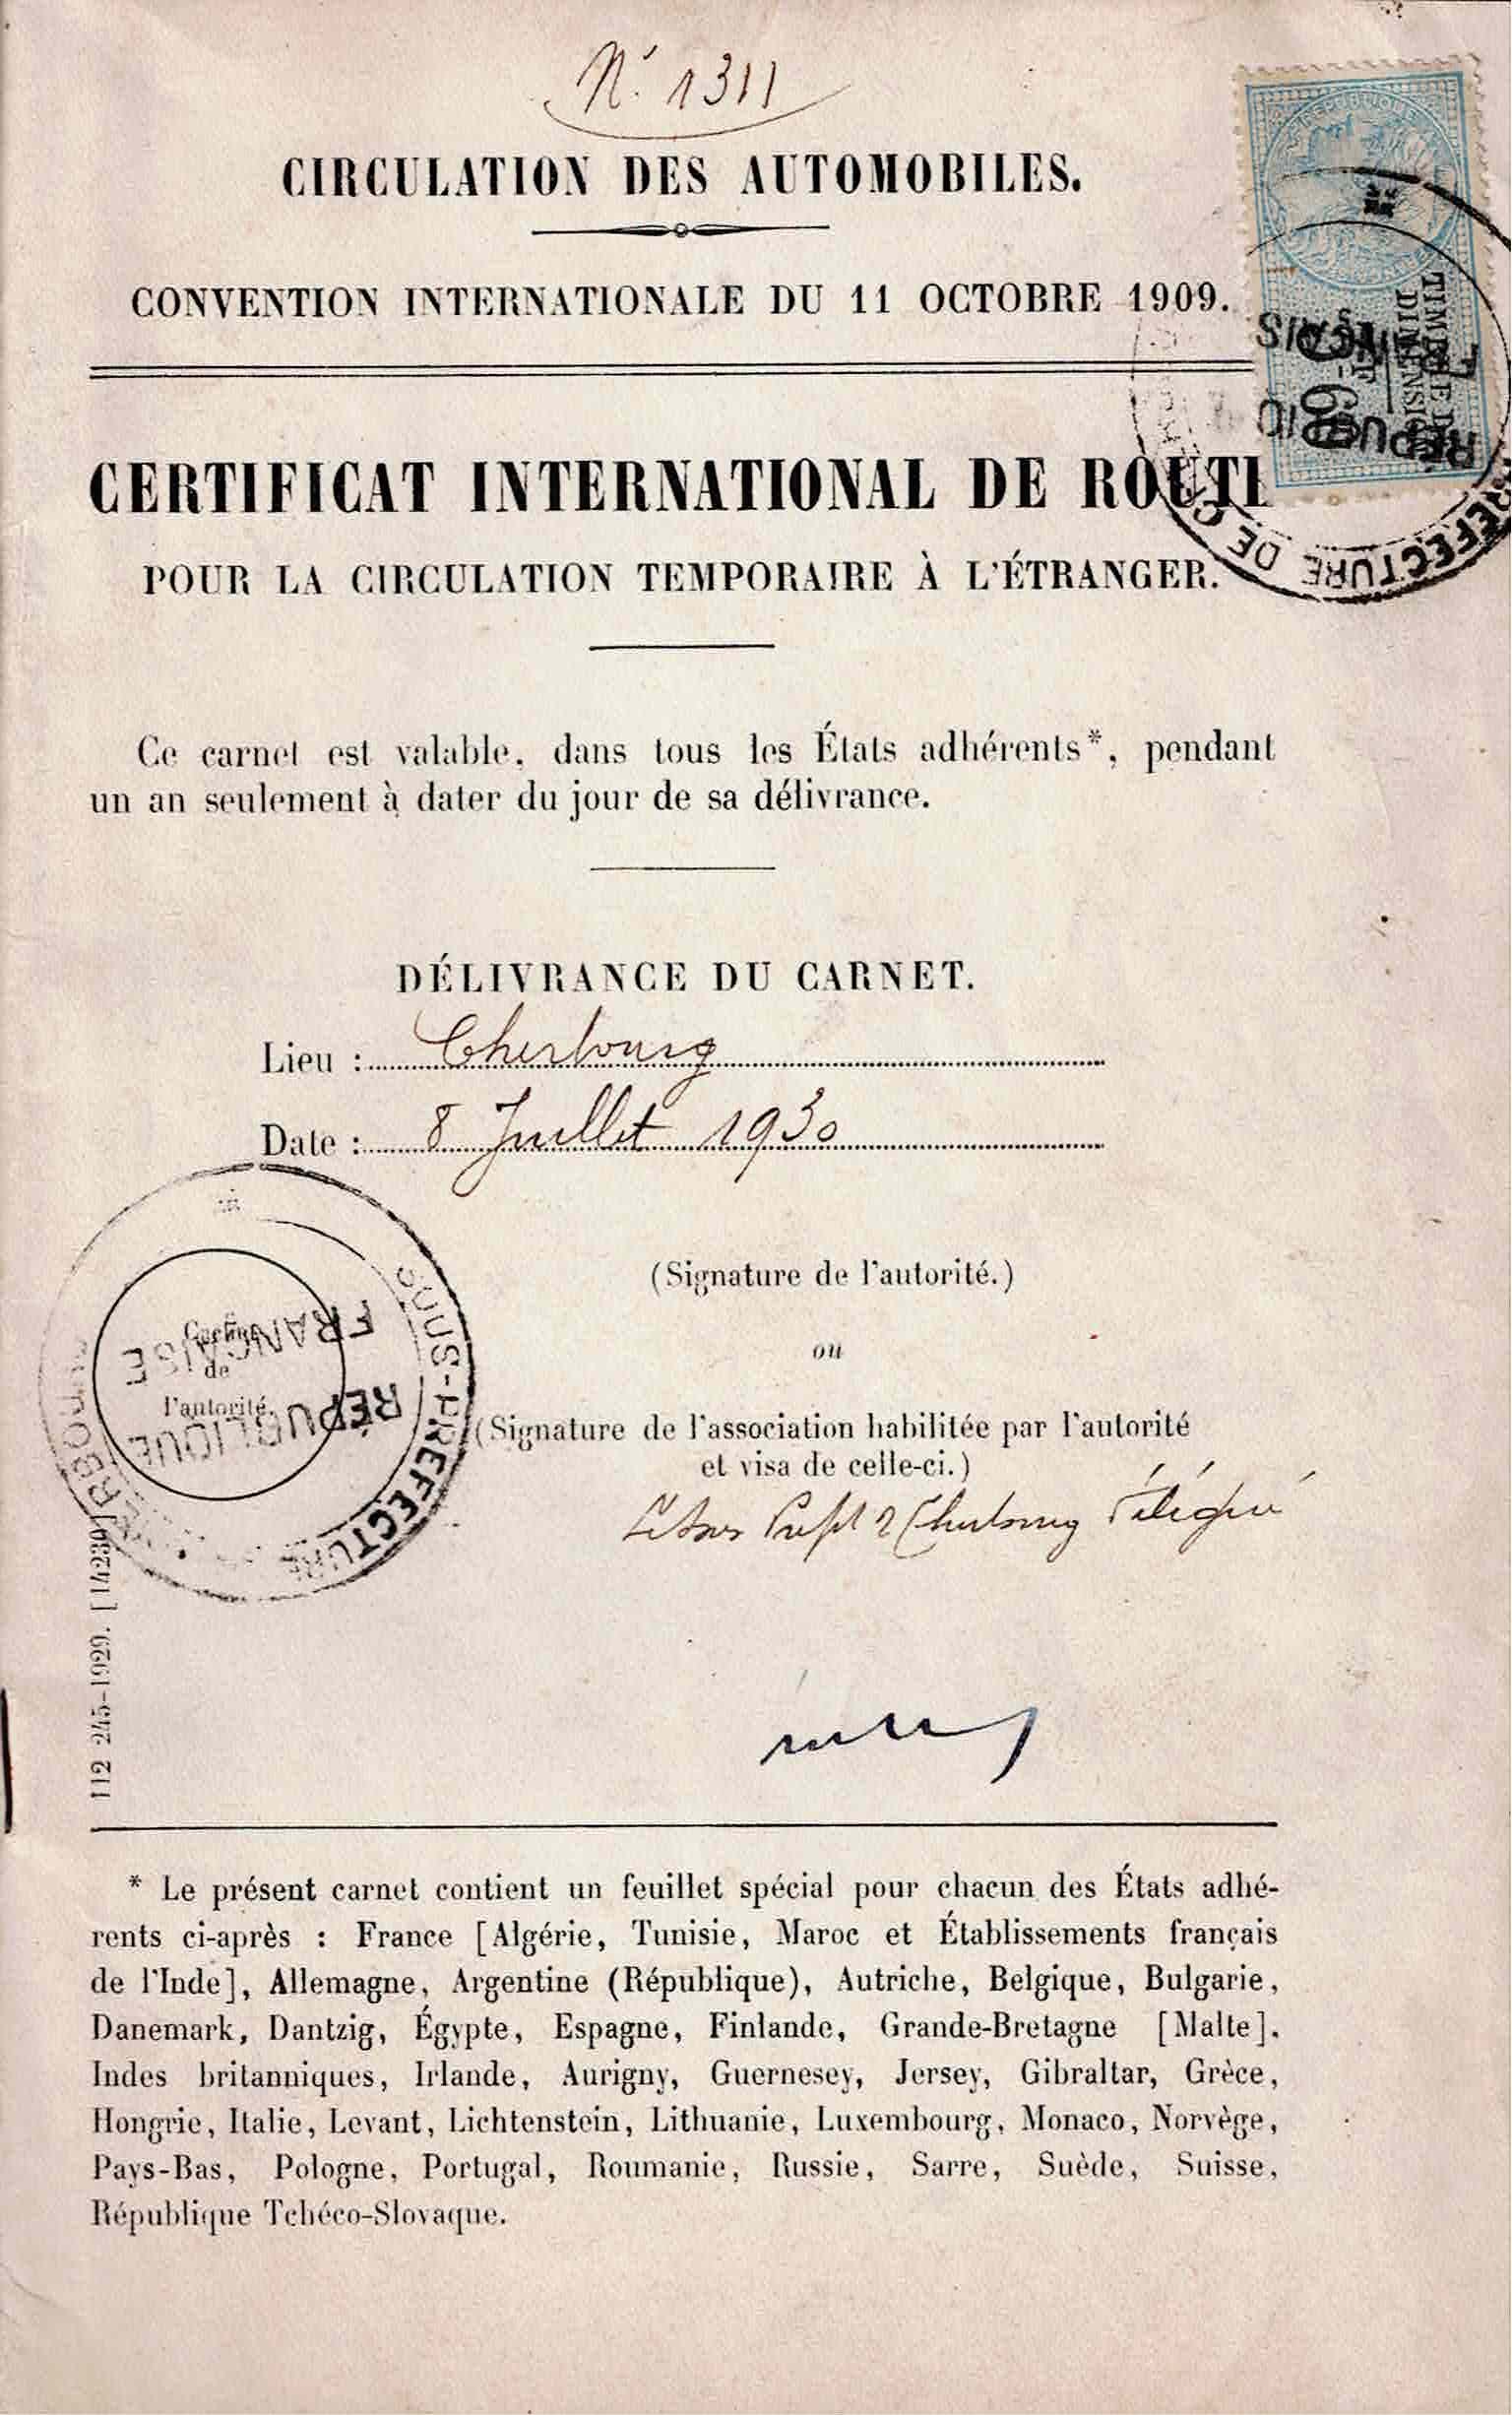 N° 1311
CIRCULATION DES AUTOMOBILES.
CONVENTION INTERNATIONALE DU 11 OCTOBRE 1909.
CERTIFICAT INTERNATIONAL DE ROUT
POUR LA CIRCULATION TEMPORAIRE À L'ÉTRANGER.
Ce carnet est valable, dans tous les États adhérents*, pendant
un an seulement à dater du jour de sa délivrance.
DÉLIVRANCE DU CARNET.
Lieu : Cherbourg
Date : 8 Juillet 1930
(Signature de l'autorité.)
ou
(Signature de l'association habilitée par l'autorité
et visa de celle-ci.)
Cachet
de
l'autorité.
RÉPUBLIQUE
FRANÇAISE
SOUS-PRÉFECTURE
112 245-1929. [14230]
* Le présent carnet contient un feuillet spécial pour chacun des États adhé-
rents ci-après : France [Algérie, Tunisie, Maroc et Établissements français
de l'Inde], Allemagne, Argentine (République), Autriche, Belgique, Bulgarie,
Danemark, Dantzig, Égypte, Espagne, Finlande, Grande-Bretagne [Malte],
Indes britanniques, Irlande, Aurigny, Guernesey, Jersey, Gibraltar, Grèce,
Hongrie, Italie, Levant, Lichtenstein, Lithuanie, Luxembourg, Monaco, Norvège,
Pays-Bas, Pologne, Portugal, Roumanie, Russie, Sarre, Suède, Suisse,
République Tchéco-Slovaque.